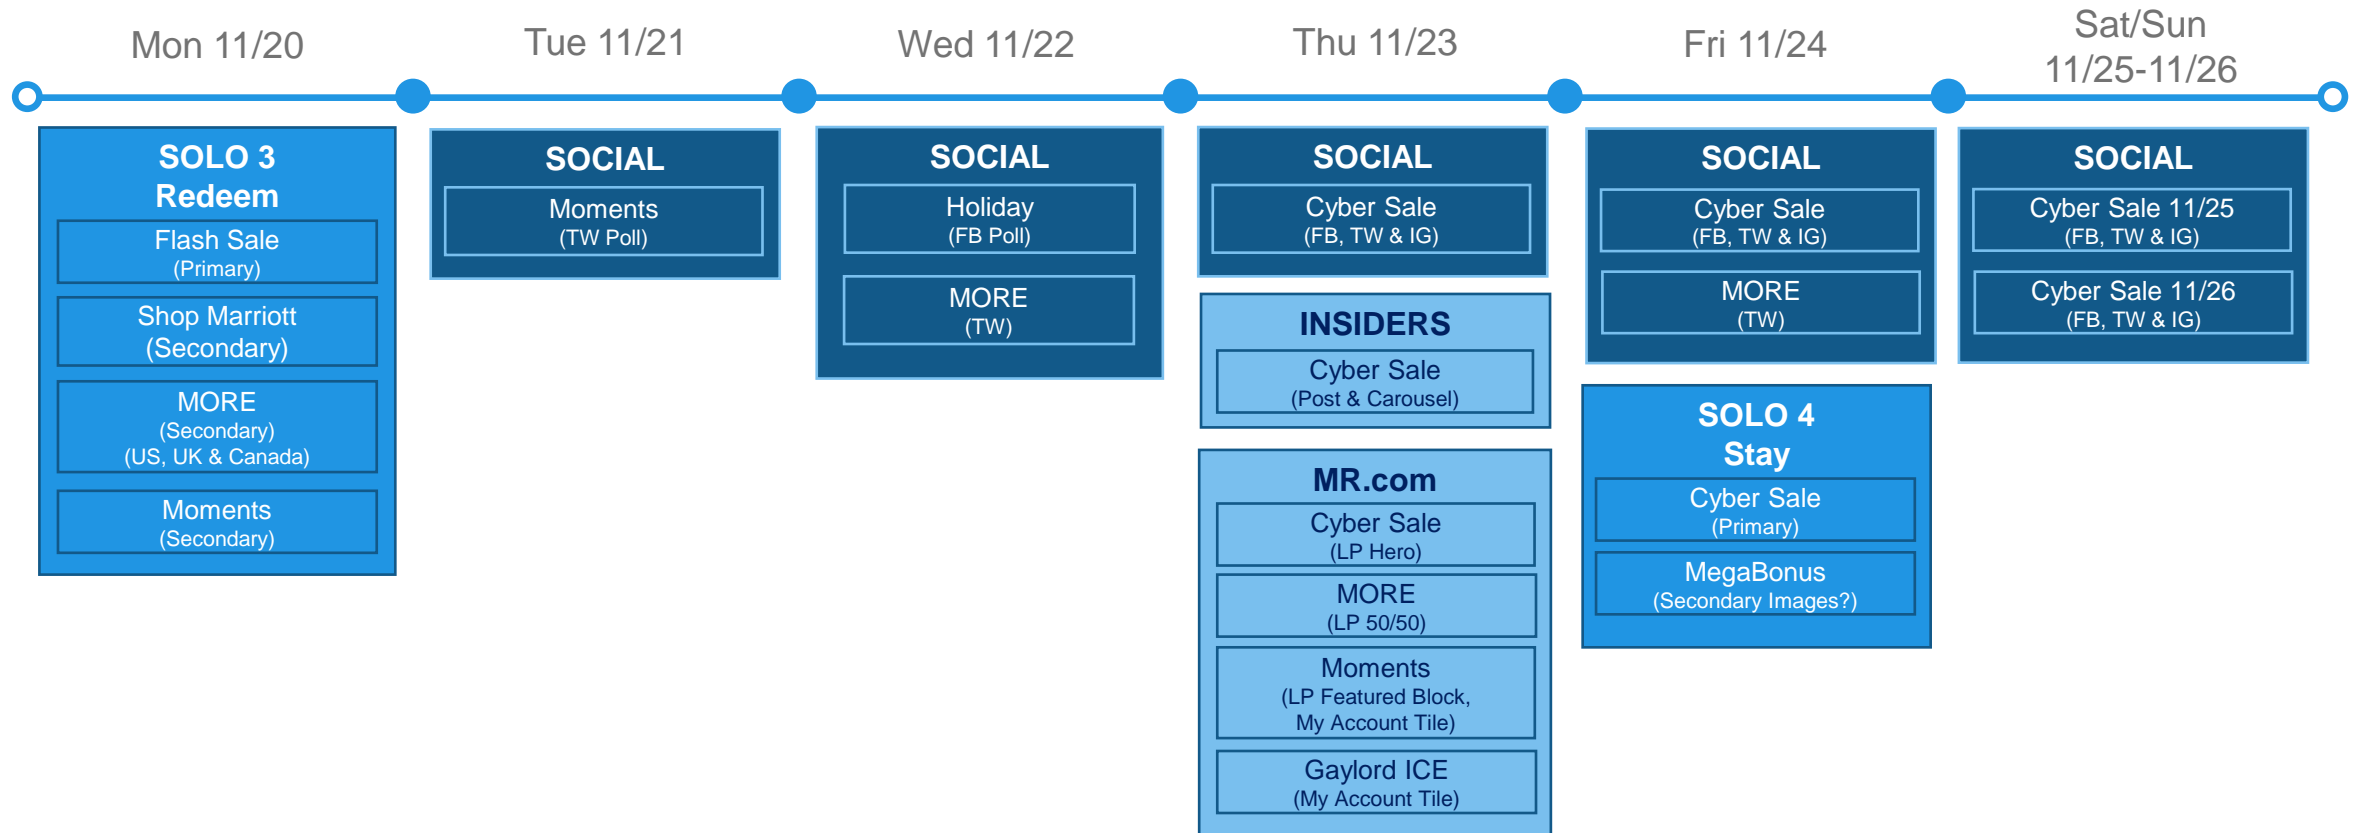 Mon 11/20
Tue 11/21
Wed 11/22
Thu 11/23
Fri 11/24
Sat/Sun
11/25-11/26
SOLO 3
Redeem
Flash Sale
(Primary)
Shop Marriott
(Secondary)
MORE
(Secondary)
(US, UK & Canada)
Moments
(Secondary)
SOCIAL
Moments
(TW Poll)
SOCIAL
Holiday
(FB Poll)
MORE
(TW)
SOCIAL
Cyber Sale
(FB, TW & IG)
INSIDERS
Cyber Sale
(Post & Carousel)
MR.com
Cyber Sale
(LP Hero)
MORE
(LP 50/50)
Moments
(LP Featured Block,
My Account Tile)
Gaylord ICE
(My Account Tile)
SOCIAL
Cyber Sale
(FB, TW & IG)
MORE
(TW)
SOLO 4
Stay
Cyber Sale
(Primary)
MegaBonus
(Secondary Images?)
SOCIAL
Cyber Sale 11/25
(FB, TW & IG)
Cyber Sale 11/26
(FB, TW & IG)